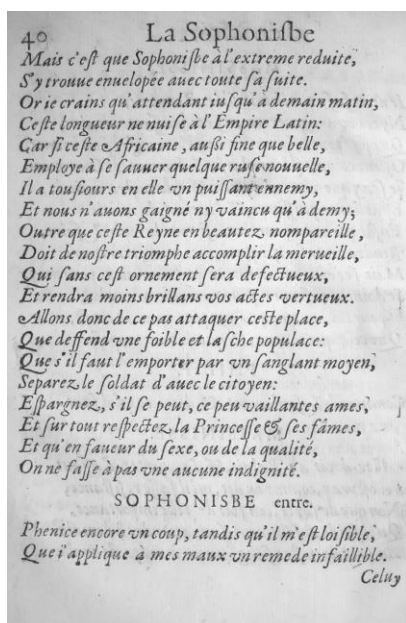 40 La Sophonisbe
Mais c'eſt que Sophoniſbe à l'extreme reduite,
S'y trouue enuelopée auec toute ſa ſuite.
Or ie crains qu'attendant iuſqu'à demain matin,
Ceſte longueur ne nuiſe à l'Empire Latin:
Car ſi ceſte Africaine, auſſi fine que belle,
Employe à ſe ſauuer quelque ruſe nouuelle,
Il a touſiours en elle vn puiſſant ennemy,
Et nous n'auons gaigné ny vaincu qu'à demy;
Outre que ceſte Reyne en beautez nompareille,
Doit de noſtre triomphe accomplir la merueille,
Qui ſans ceſt ornement ſera defectueux,
Et rendra moins brillans vos actes vertueux.
Allons donc de ce pas attaquer ceſte place,
Que deffend vne foible et laſche populace:
Que s'il faut l'emporter par vn ſanglant moyen,
Separez le ſoldat d'auec le citoyen:
Eſpargnez, s'il ſe peut, ce peu vaillantes ames,
Et ſur tout reſpectez la Princeſſe & ſes fâmes,
Et qu'en faueur du ſexe, ou de la qualité,
On ne faſſe à pas vne aucune indignité.
SOPHONISBE entre.
Phenice encore vn coup, tandis qu'il m'eſt loiſible,
Que i'applique à mes maux vn remede infaillible.
Celuy